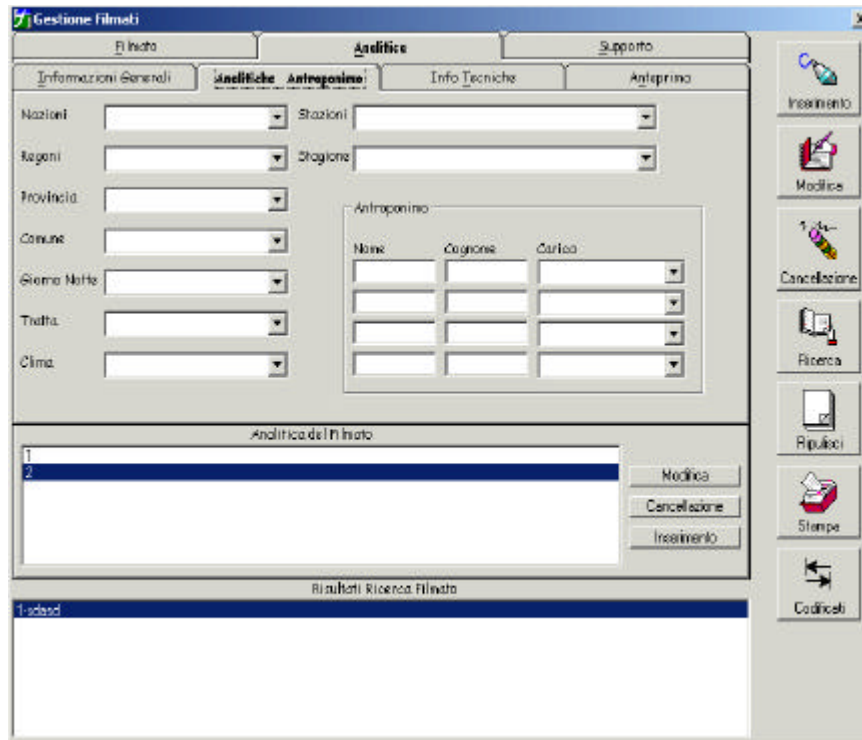 Gestione Filmati
Filmato Analitica Supporto
Informazioni Generali Analitiche Antroponimo Info Tecniche Anteprima
Nazioni Stazioni
Regoni Stagione
Provincia
Comune
Giorno Notte
Tratta
Clima
Antroponimo
Nome Cognome Carica
Analitica del Filmato
1
2
Modifica
Cancellazione
Inserimento
Risultati Ricerca Filmato
1-sdasd
Inserimento
Modifica
Cancellazione
Ricerca
Ripulisci
Stampa
Codificati